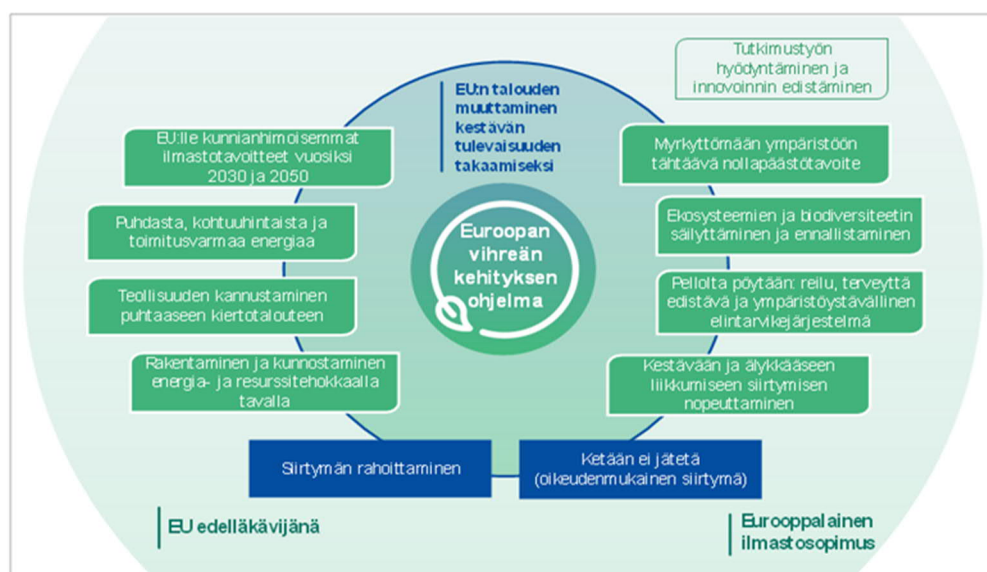 Tutkimustyön
hyödyntäminen ja
innovoinnin edistäminen
EU:n talouden
muuttaminen
kestävän
tulevaisuuden
takaamiseksi
EU:lle kunnianhimoisemmat
ilmastotavoitteet vuosiksi
2030 ja 2050
Puhdasta, kohtuuhintaista ja
toimitusvarmaa energiaa
Teollisuuden kannustaminen
puhtaaseen kiertotalouteen
Rakentaminen ja kunnostaminen
energia- ja resurssitehokkaalla
tavalla
Euroopan
vihreän
kehityksen
ohjelma
Myrkyttömään ympäristöön
tähtäävä nollapäästötavoite
Ekosysteemien ja biodiversiteetin
säilyttäminen ja ennallistaminen
Pellolta pöytään: reilu, terveyttä
edistävä ja ympäristöystävällinen
elintarvikejärjestelmä
Kestävään ja älykkääseen
liikkumiseen siirtymisen
nopeuttaminen
Siirtymän rahoittaminen
Ketään ei jätetä
(oikeudenmukainen siirtymä)
EU edelläkävijänä
Eurooppalainen
ilmastosopimus